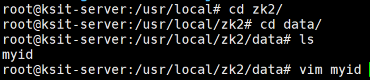 root@ksit-server:/usr/local# cd zk2/
root@ksit-server:/usr/local/zk2# cd data/
root@ksit-server:/usr/local/zk2/data# ls
myid
root@ksit-server:/usr/local/zk2/data# vim myid